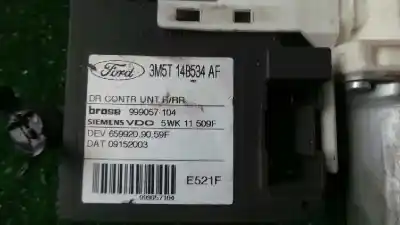 Ford 3M5T 14B534 AF
DR CONTR UNT R/RR
brose 999057-104
SIEMENS VDO 5WK 11 509F
DEV 659920.90.59F
DAT 09152003
E521F
999057104